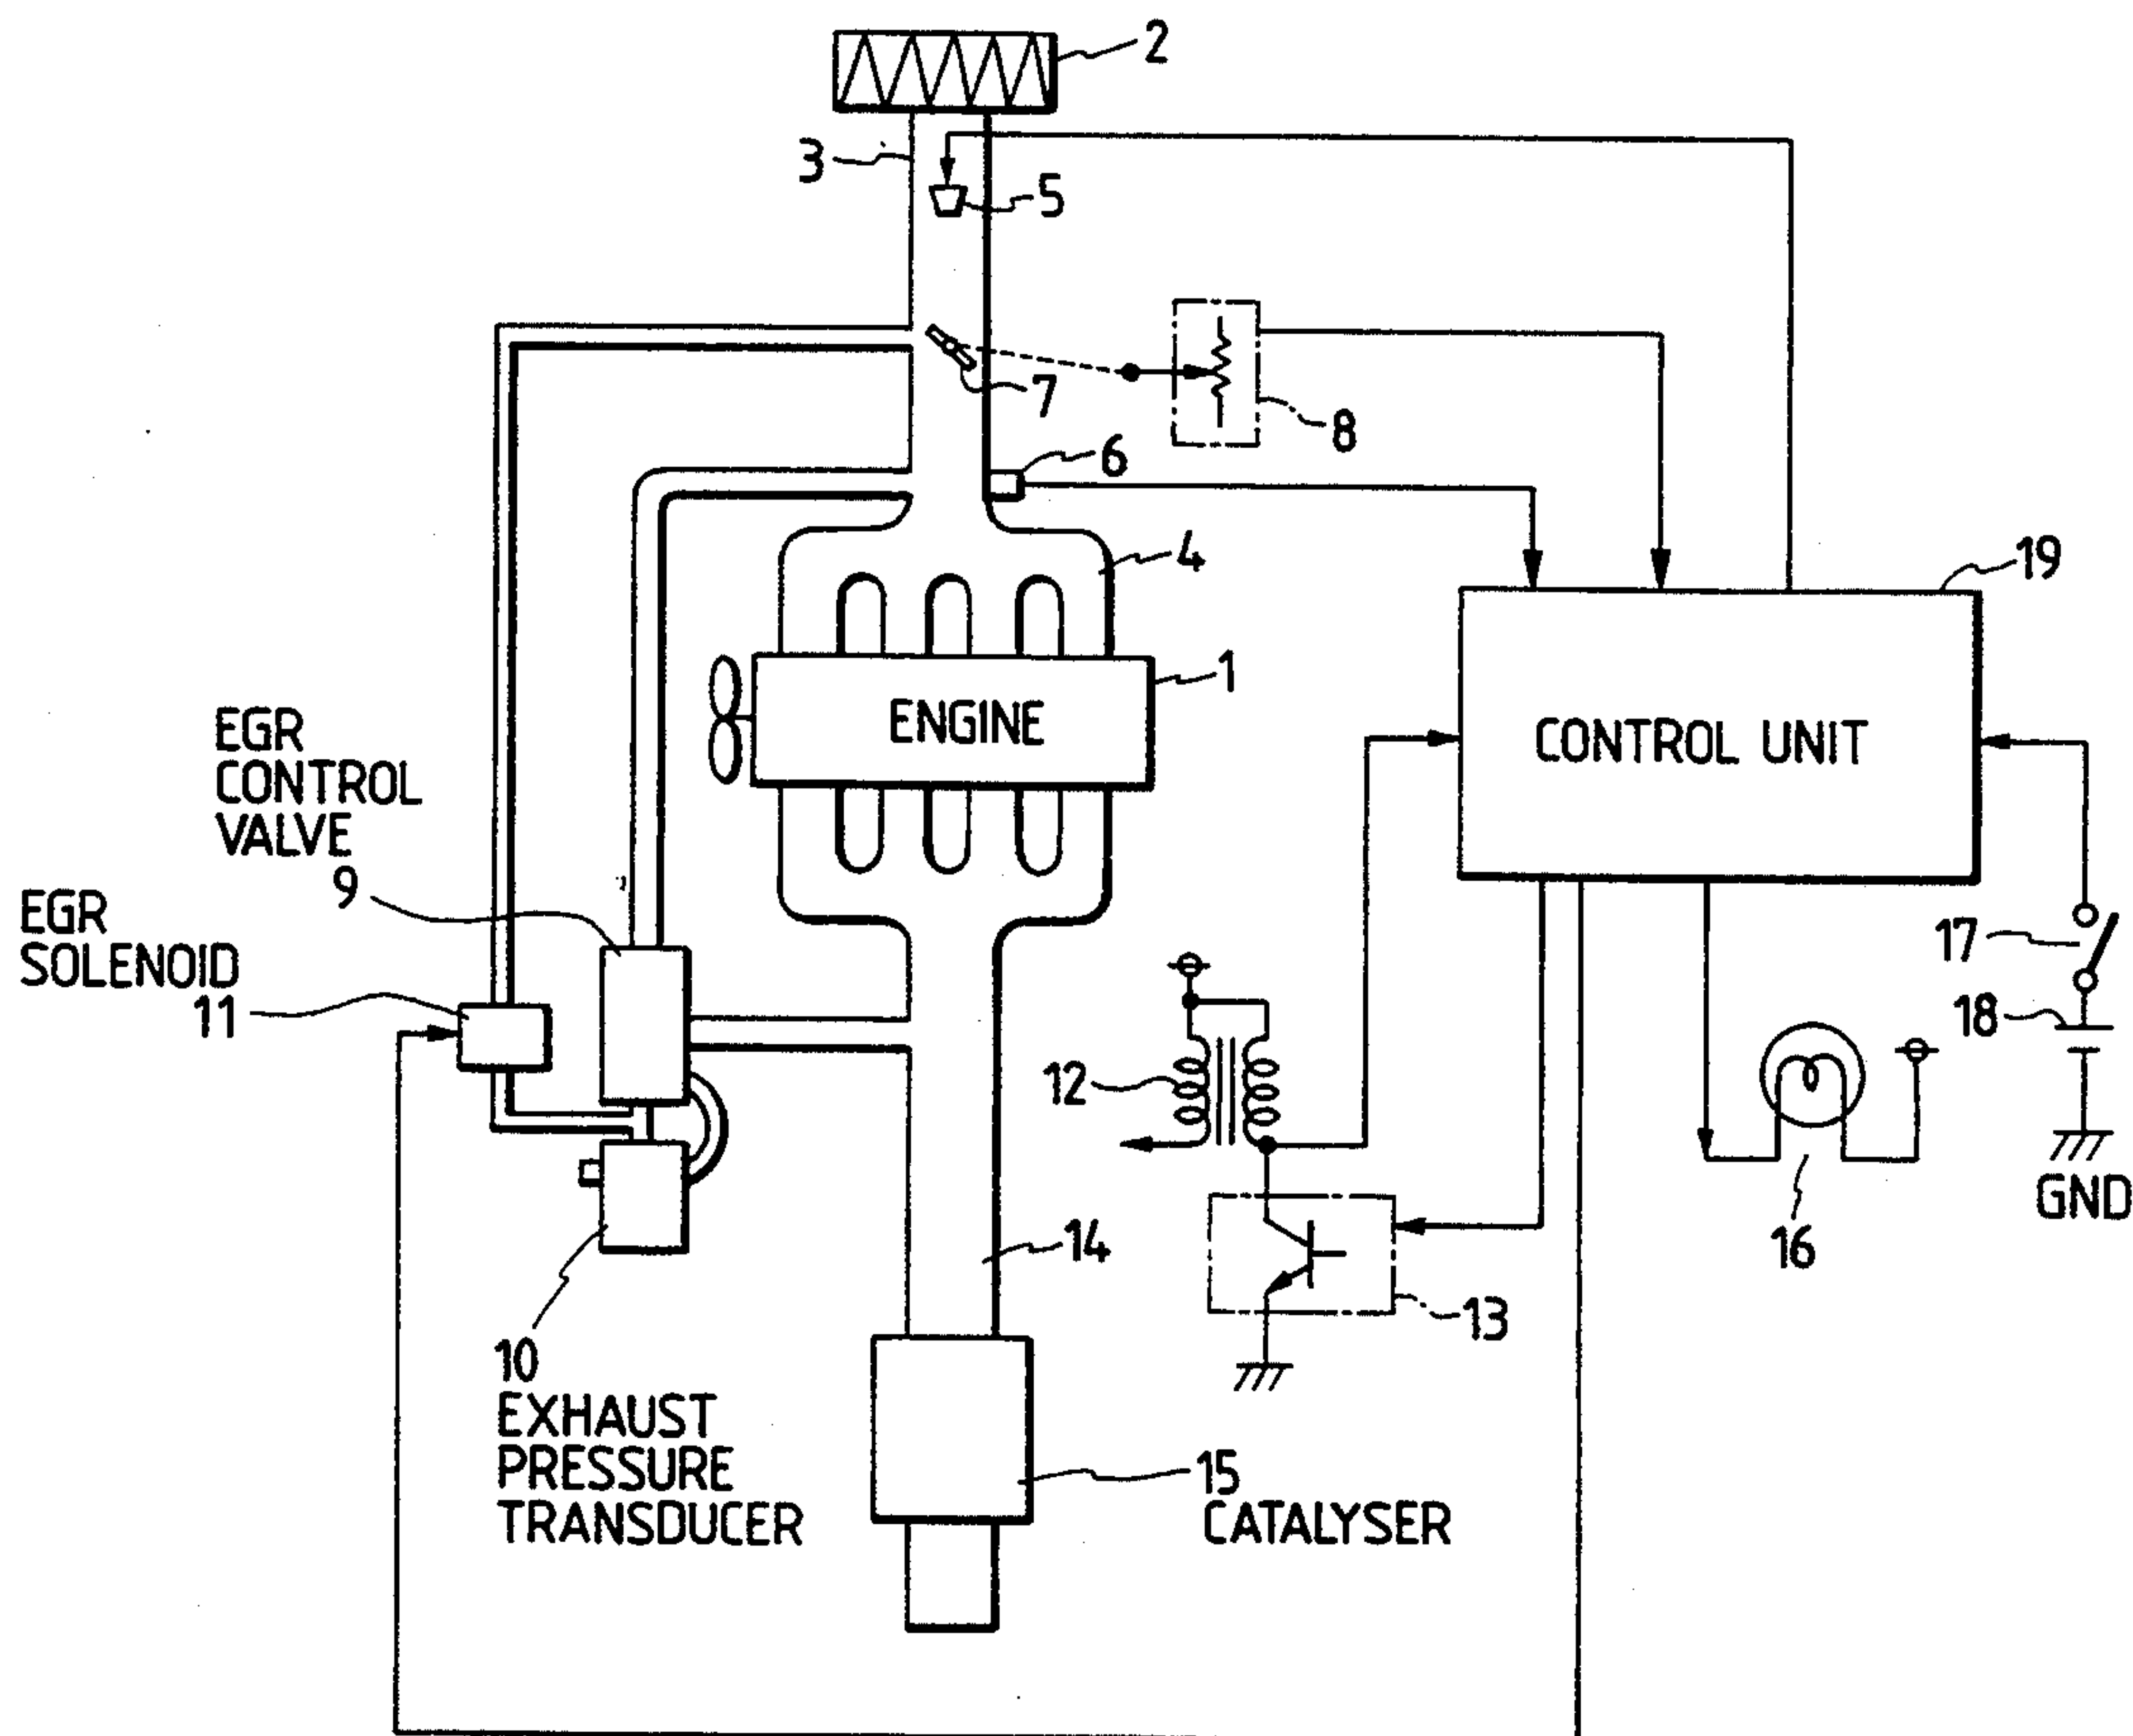 2
3
5
7
8
6
4
19
1
ENGINE
CONTROL UNIT
EGR
CONTROL
VALVE
9
EGR
SOLENOID
11
17
18
12
GND
16
14
13
10
EXHAUST
PRESSURE
TRANSDUCER
15
CATALYSER